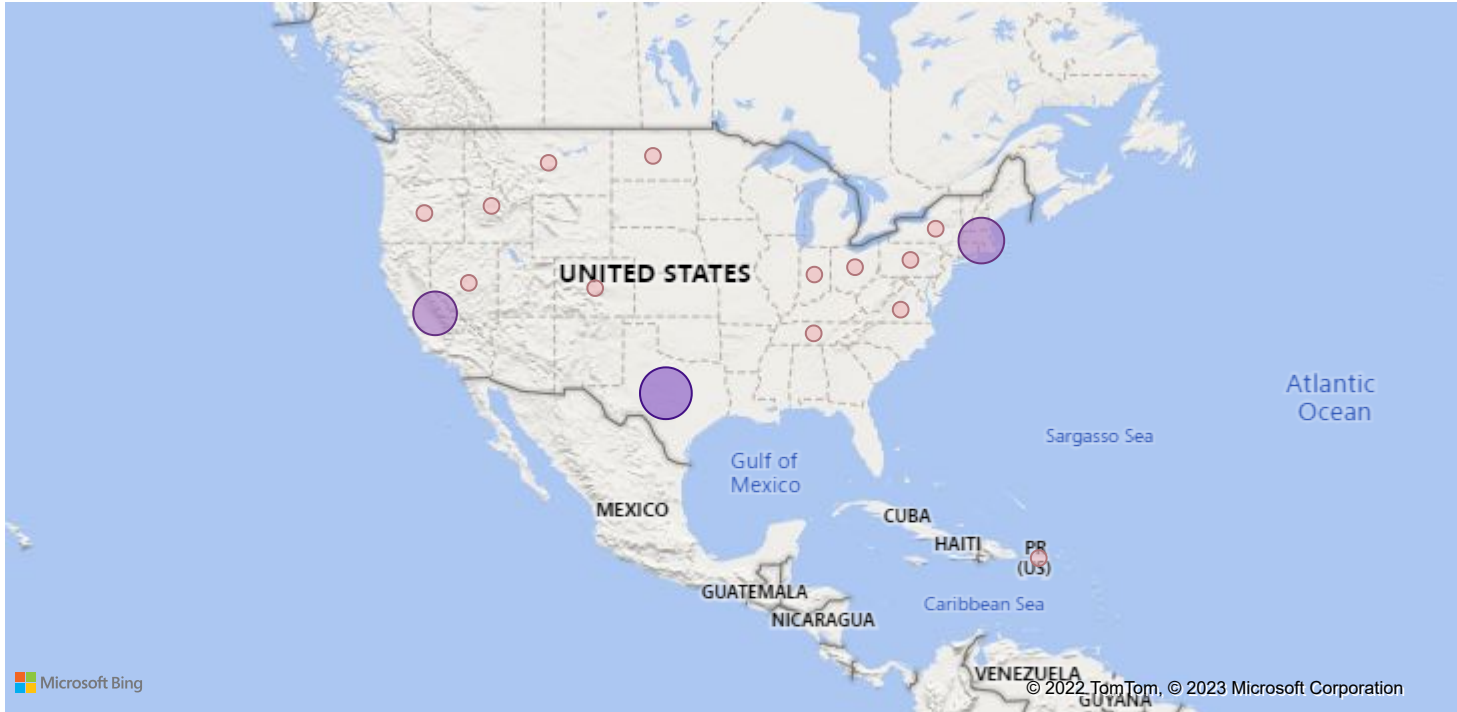 UNITED STATES
Atlantic
Ocean
Sargasso Sea
Gulf of
Mexico
MEXICO
CUBA
HAITI
PR
(US)
GUATEMALA
Caribbean Sea
NICARAGUA
VENEZUELA
Microsoft Bing
© 2022 TomTom, © 2023 Microsoft Corporation
GUYANA